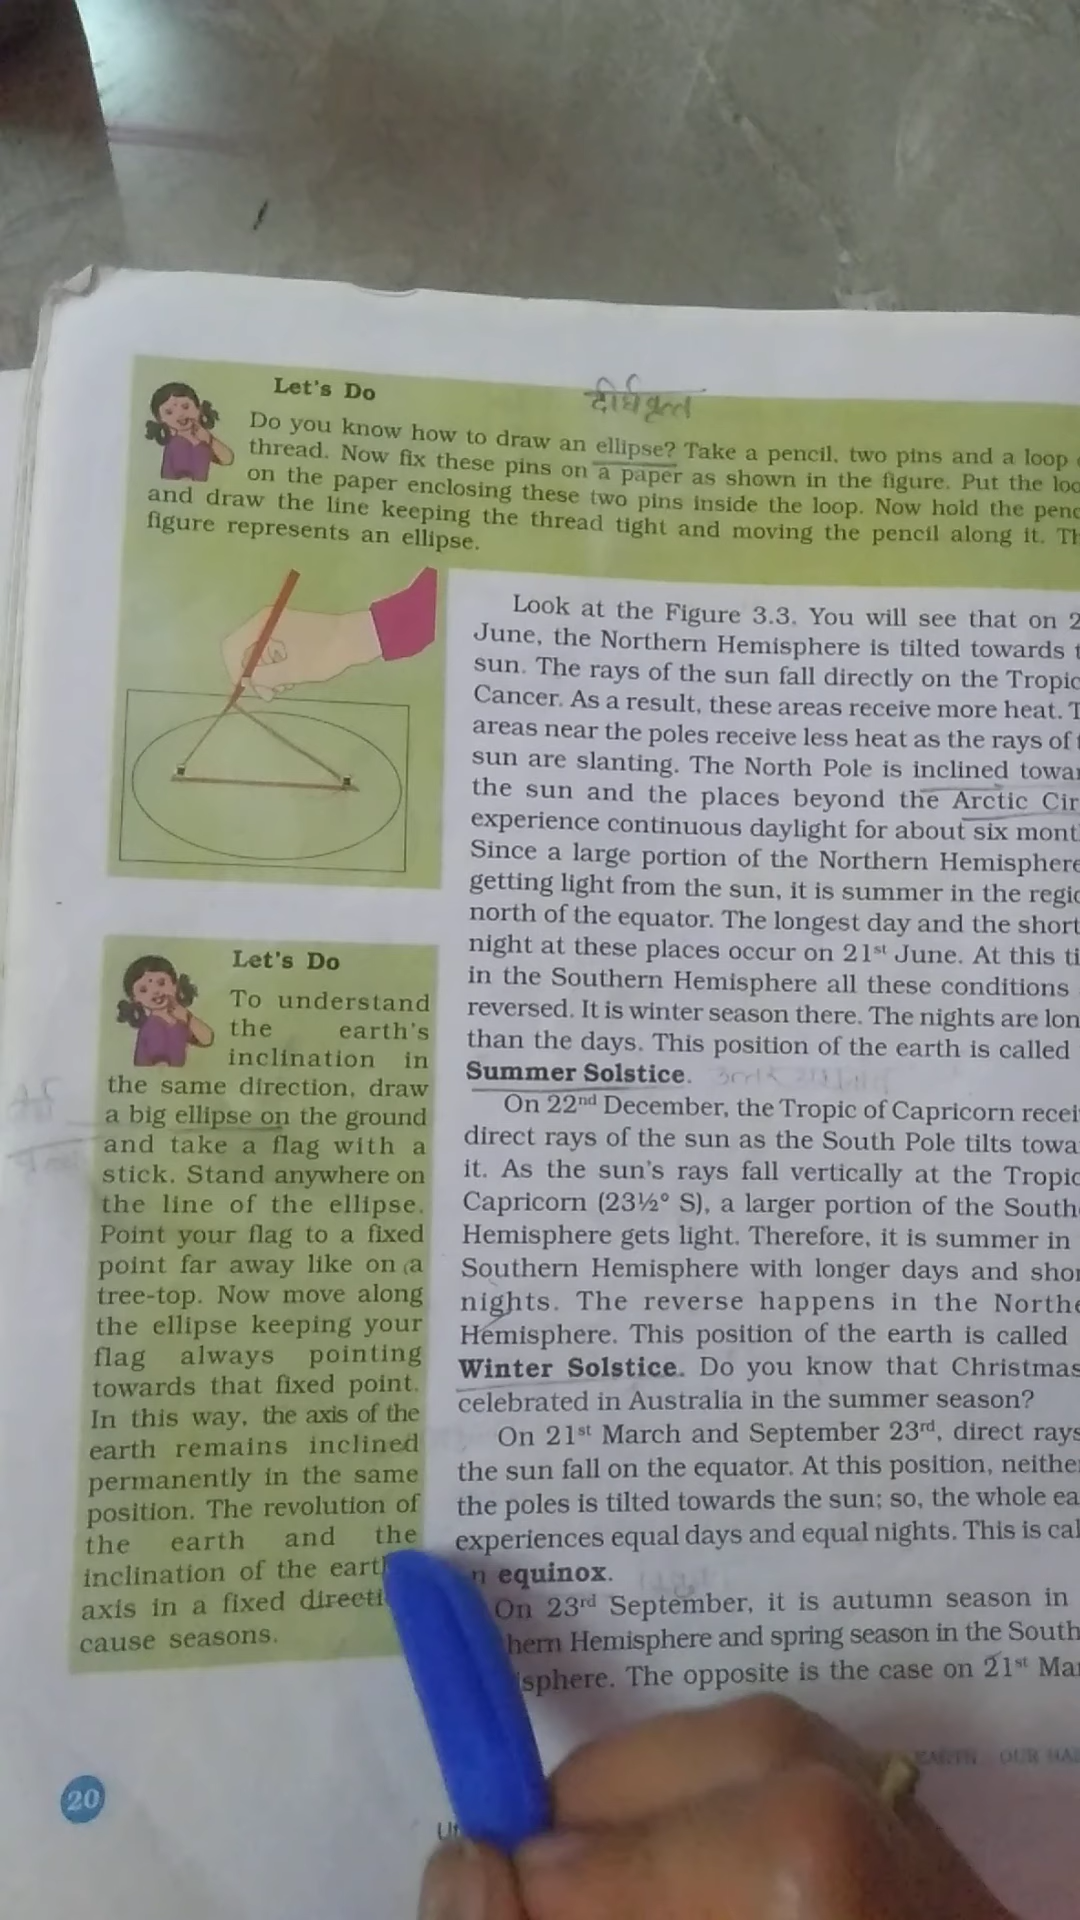 Let's Do
दीर्घवृत्त
Do you know how to draw an ellipse? Take a pencil, two pins and a loop
thread. Now fix these pins on a paper as shown in the figure. Put the loo
on the paper enclosing these two pins inside the loop. Now hold the penc
and draw the line keeping the thread tight and moving the pencil along it. Th
figure represents an ellipse.
Look at the Figure 3.3. You will see that on 2
June, the Northern Hemisphere is tilted towards t
sun. The rays of the sun fall directly on the Tropic
Cancer. As a result, these areas receive more heat. T
areas near the poles receive less heat as the rays of t
sun are slanting. The North Pole is inclined towar
the sun and the places beyond the Arctic Cir
experience continuous daylight for about six mont
Since a large portion of the Northern Hemisphere
getting light from the sun, it is summer in the regio
north of the equator. The longest day and the short
night at these places occur on 21st June. At this ti
in the Southern Hemisphere all these conditions
reversed. It is winter season there. The nights are lon
than the days. This position of the earth is called
Summer Solstice.
On 22nd December, the Tropic of Capricorn recei
direct rays of the sun as the South Pole tilts towa
it. As the sun's rays fall vertically at the Tropic
Capricorn (23½° S), a larger portion of the South
Hemisphere gets light. Therefore, it is summer in
Southern Hemisphere with longer days and shor
nights. The reverse happens in the Northe
Hemisphere. This position of the earth is called
Winter Solstice. Do you know that Christmas
celebrated in Australia in the summer season?
On 21st March and September 23rd, direct rays
the sun fall on the equator. At this position, neithe
the poles is tilted towards the sun; so, the whole ea
experiences equal days and equal nights. This is cal
n equinox.
On 23rd September, it is autumn season in
hern Hemisphere and spring season in the South
isphere. The opposite is the case on 21st Mar
Let's Do
To understand
the earth's
inclination in
the same direction, draw
a big ellipse on the ground
and take a flag with a
stick. Stand anywhere on
the line of the ellipse.
Point your flag to a fixed
point far away like on a
tree-top. Now move along
the ellipse keeping your
flag always pointing
towards that fixed point.
In this way, the axis of the
earth remains inclined
permanently in the same
position. The revolution of
the earth and the
inclination of the eart
axis in a fixed directi
cause seasons.
EARTH OUR HA
20